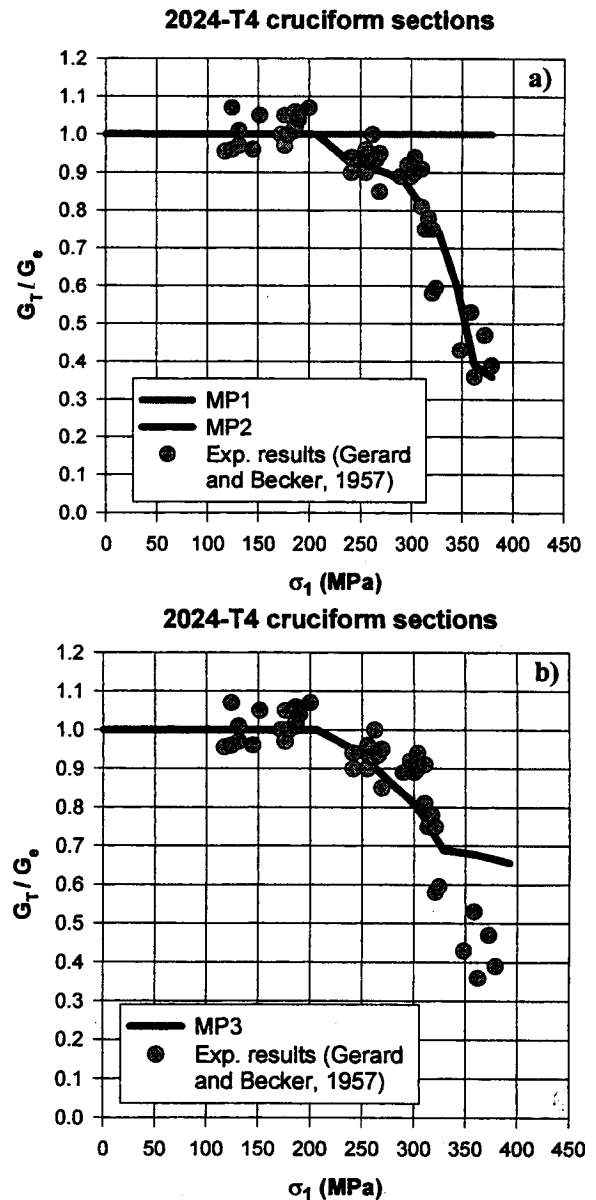 2024-T4 cruciform sections
a)
1.2
1.1
1.0
0.9
0.8
0.7
0.6
0.5
0.4
0.3
0.2
0.1
0.0
G_T / G_e
MP1
MP2
Exp. results (Gerard
and Becker, 1957)
0 50 100 150 200 250 300 350 400 450
σ₁ (MPa)
2024-T4 cruciform sections
b)
1.2
1.1
1.0
0.9
0.8
0.7
0.6
0.5
0.4
0.3
0.2
0.1
0.0
G_T / G_e
MP3
Exp. results (Gerard
and Becker, 1957)
0 50 100 150 200 250 300 350 400 450
σ₁ (MPa)